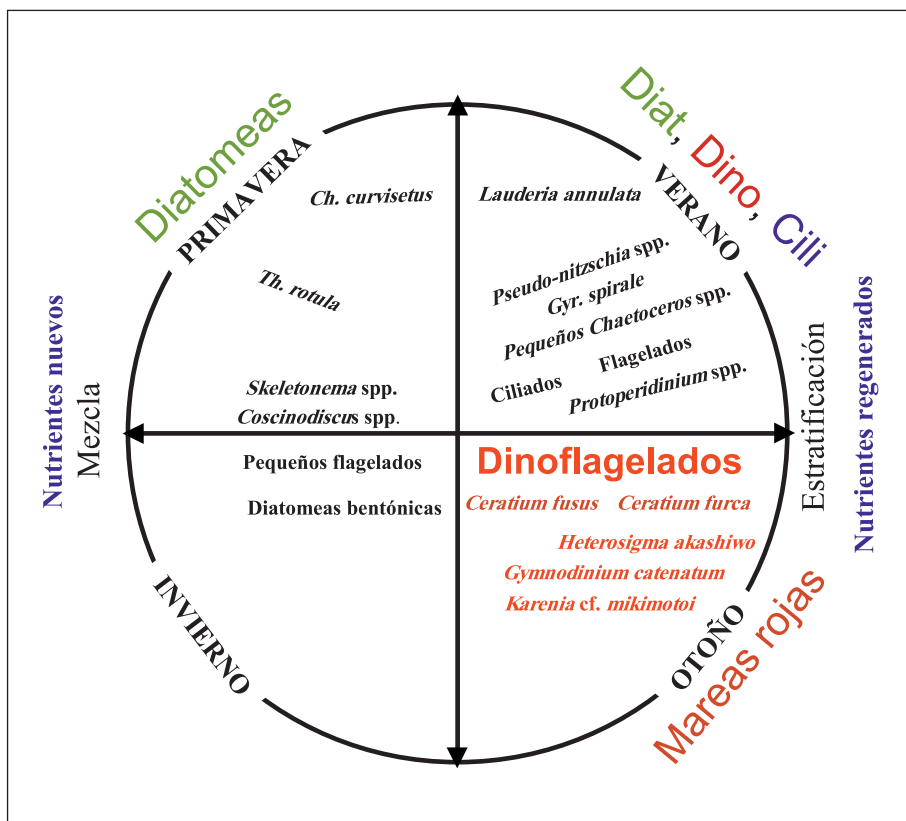 Diatomeas
PRIMAVERA
Ch. curvisetus
Th. rotula
Skeletonema spp.
Coscinodiscus spp.
Diat, Dino, Cili
VERANO
Lauderia annulata
Pseudo-nitzschia spp.
Gyr. spirale
Pequeños Chaetoceros spp.
Flagelados
Ciliados
Protoperidinium spp.
Nutrientes nuevos
Mezcla
Estratificación
Nutrientes regenerados
Pequeños flagelados
Diatomeas bentónicas
INVIERNO
Dinoflagelados
Ceratium fusus
Ceratium furca
Heterosigma akashiwo
Gymnodinium catenatum
Karenia cf. mikimotoi
OTOÑO
Mareas rojas